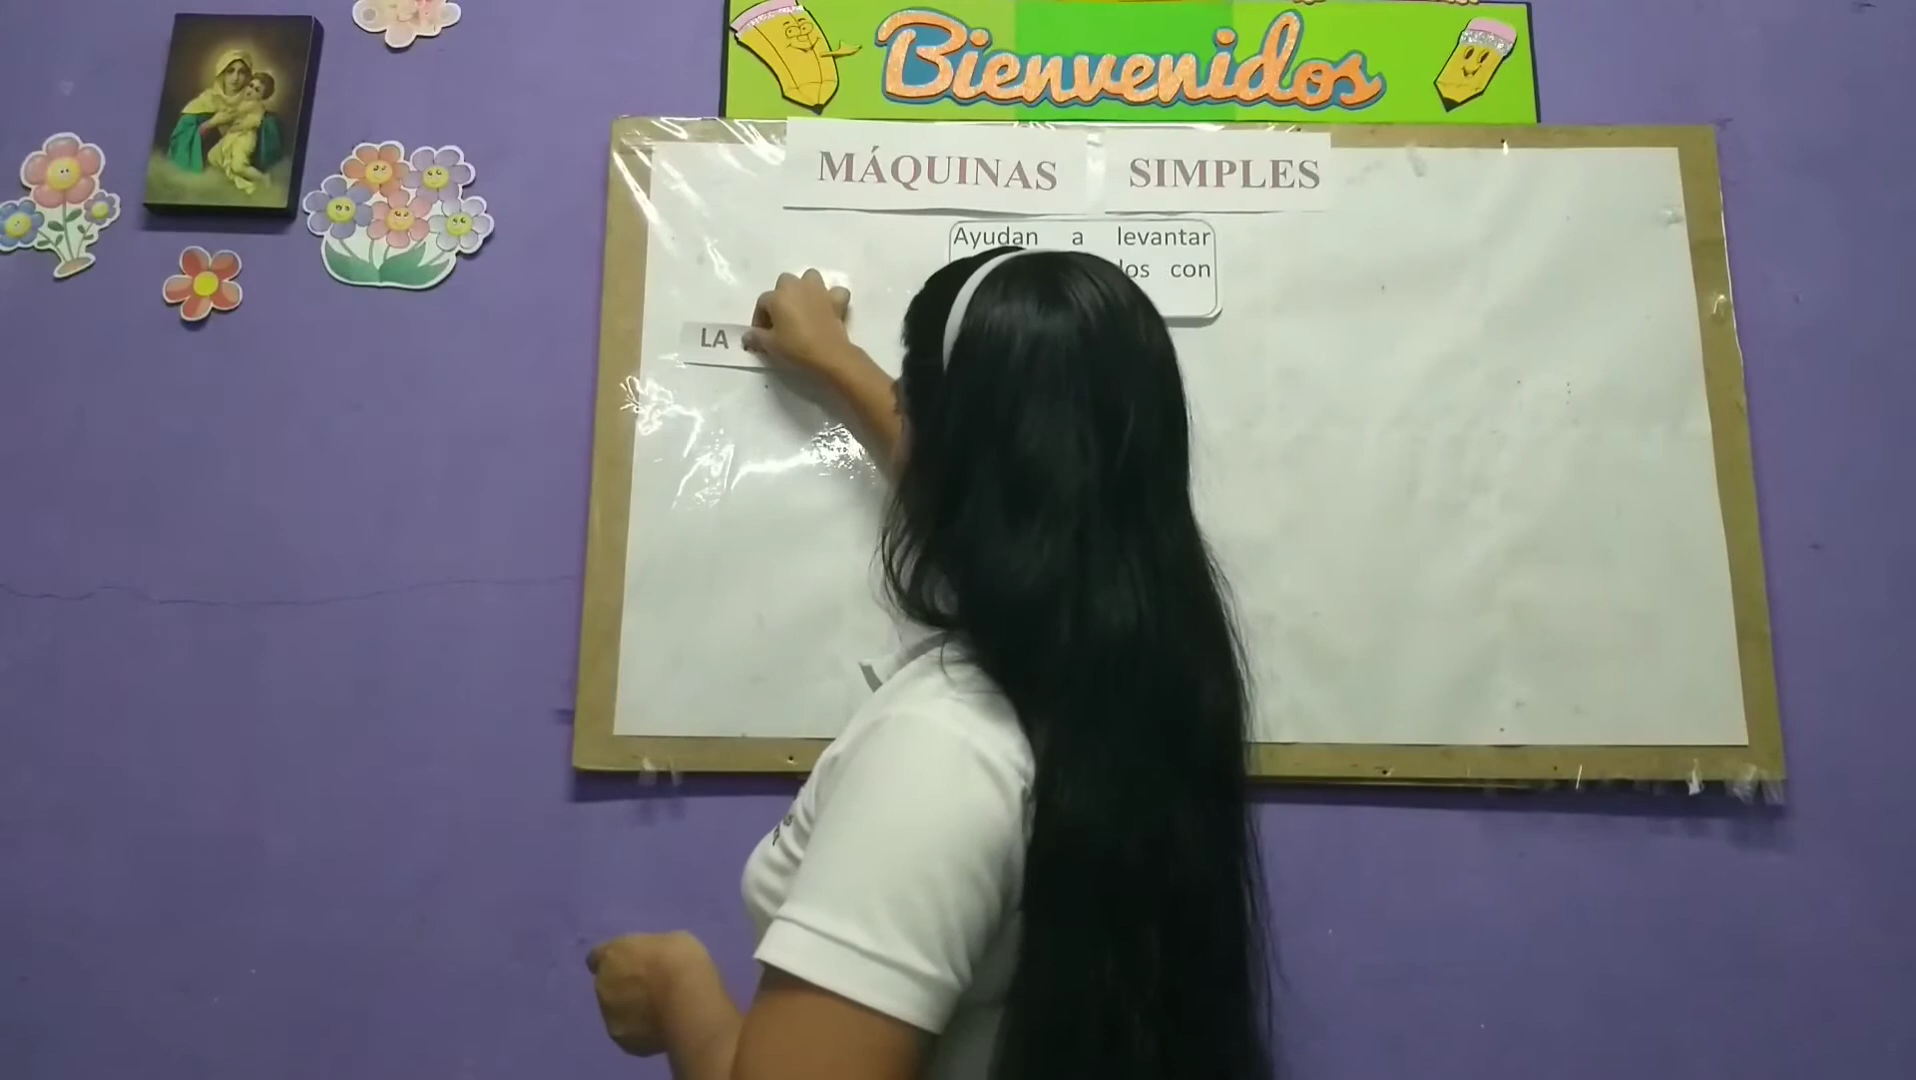 Bienvenidos
MÁQUINAS SIMPLES
Ayudan a levantar
los con
LA